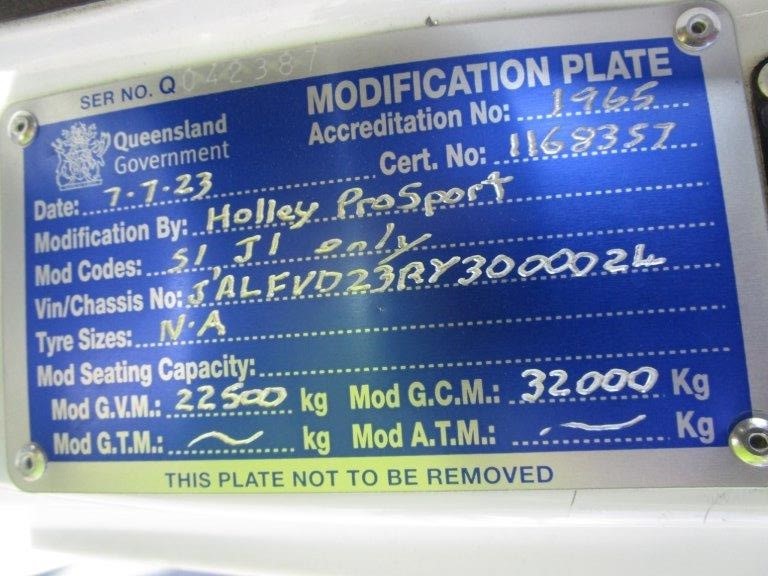 SER NO. Q 042387
MODIFICATION PLATE
Queensland
Government
Accreditation No: 1965
Cert. No: 1168357
Date: 7.7.23
Modification By: Holley ProSport
Mod Codes: S1, J1 only
Vin/Chassis No: JALFVD23RY3000024
Tyre Sizes: N.A
Mod Seating Capacity:
Mod G.V.M.: 22500 kg Mod G.C.M.: 32000 Kg
Mod G.T.M.: ~ kg Mod A.T.M.: ~ Kg
THIS PLATE NOT TO BE REMOVED